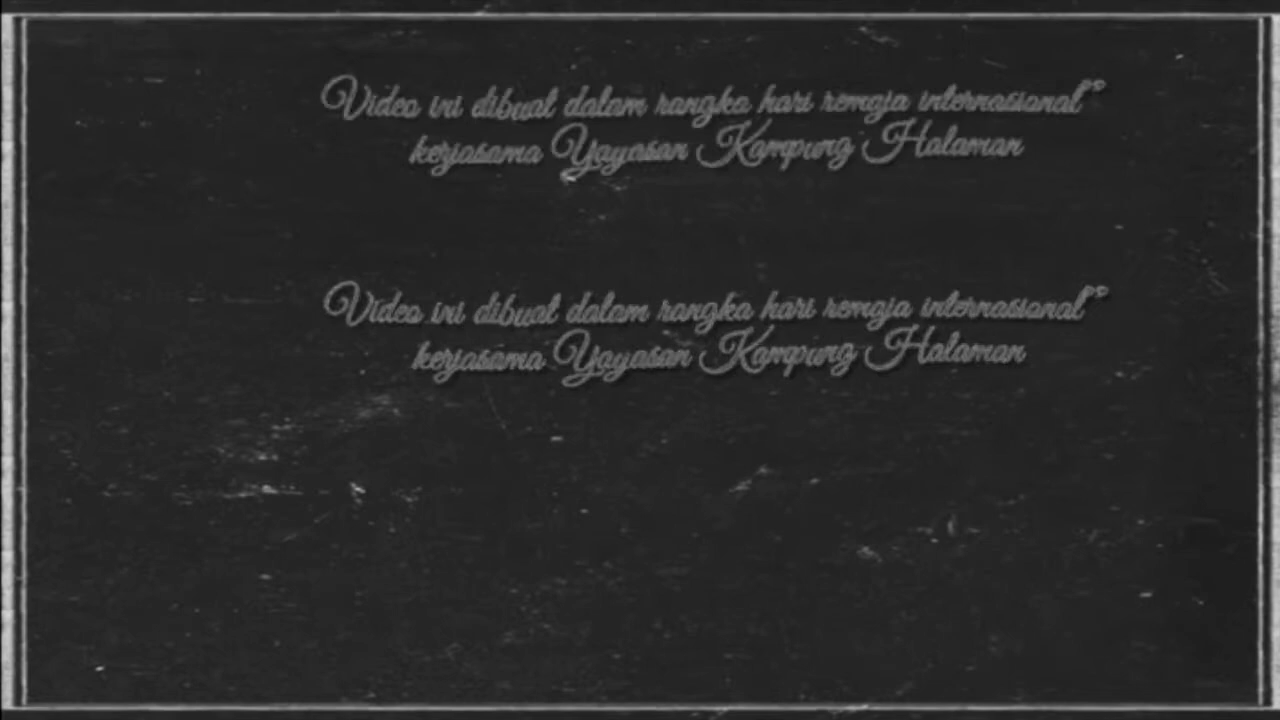 Video ini dibuat dalam rangka hari remaja internasional""
kerjasama Yayasan Kampung Halaman
Video ini dibuat dalam rangka hari remaja internasional""
kerjasama Yayasan Kampung Halaman